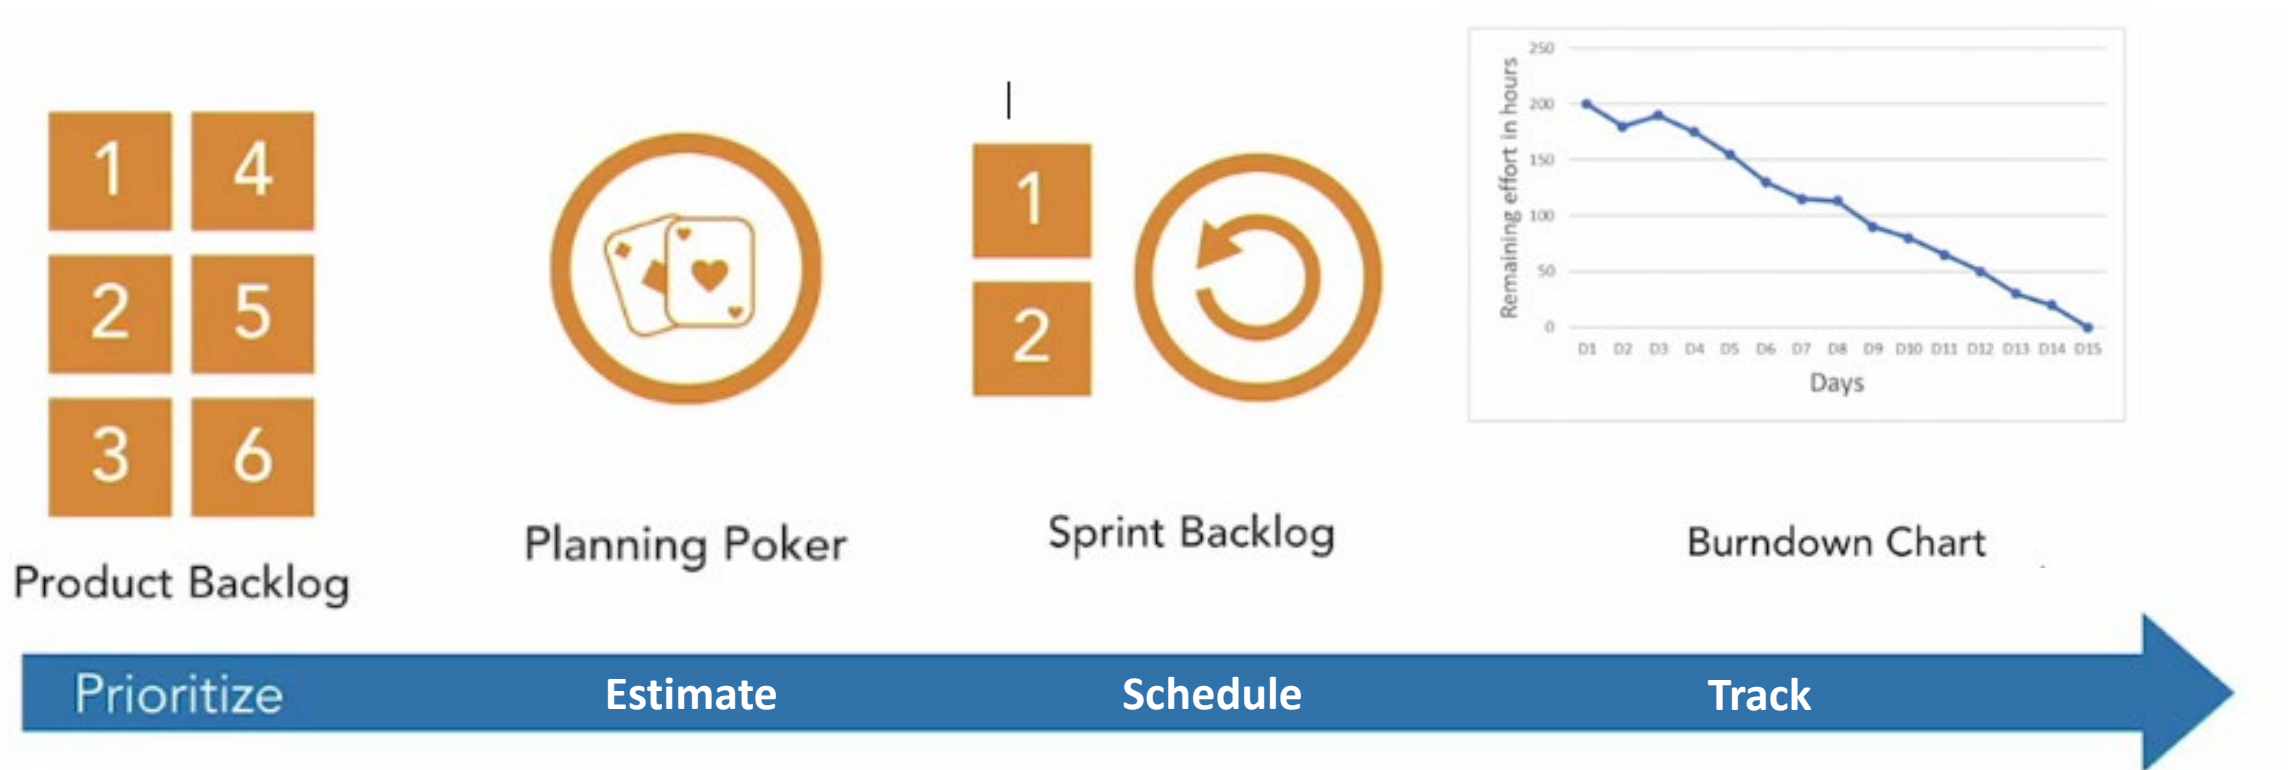 1 4
2 5
3 6
Product Backlog
Planning Poker
1
2
Sprint Backlog
Remaining effort in hours
250
200
150
100
50
0
D1 D2 D3 D4 D5 D6 D7 D8 D9 D10 D11 D12 D13 D14 D15
Days
Burndown Chart
Prioritize Estimate Schedule Track